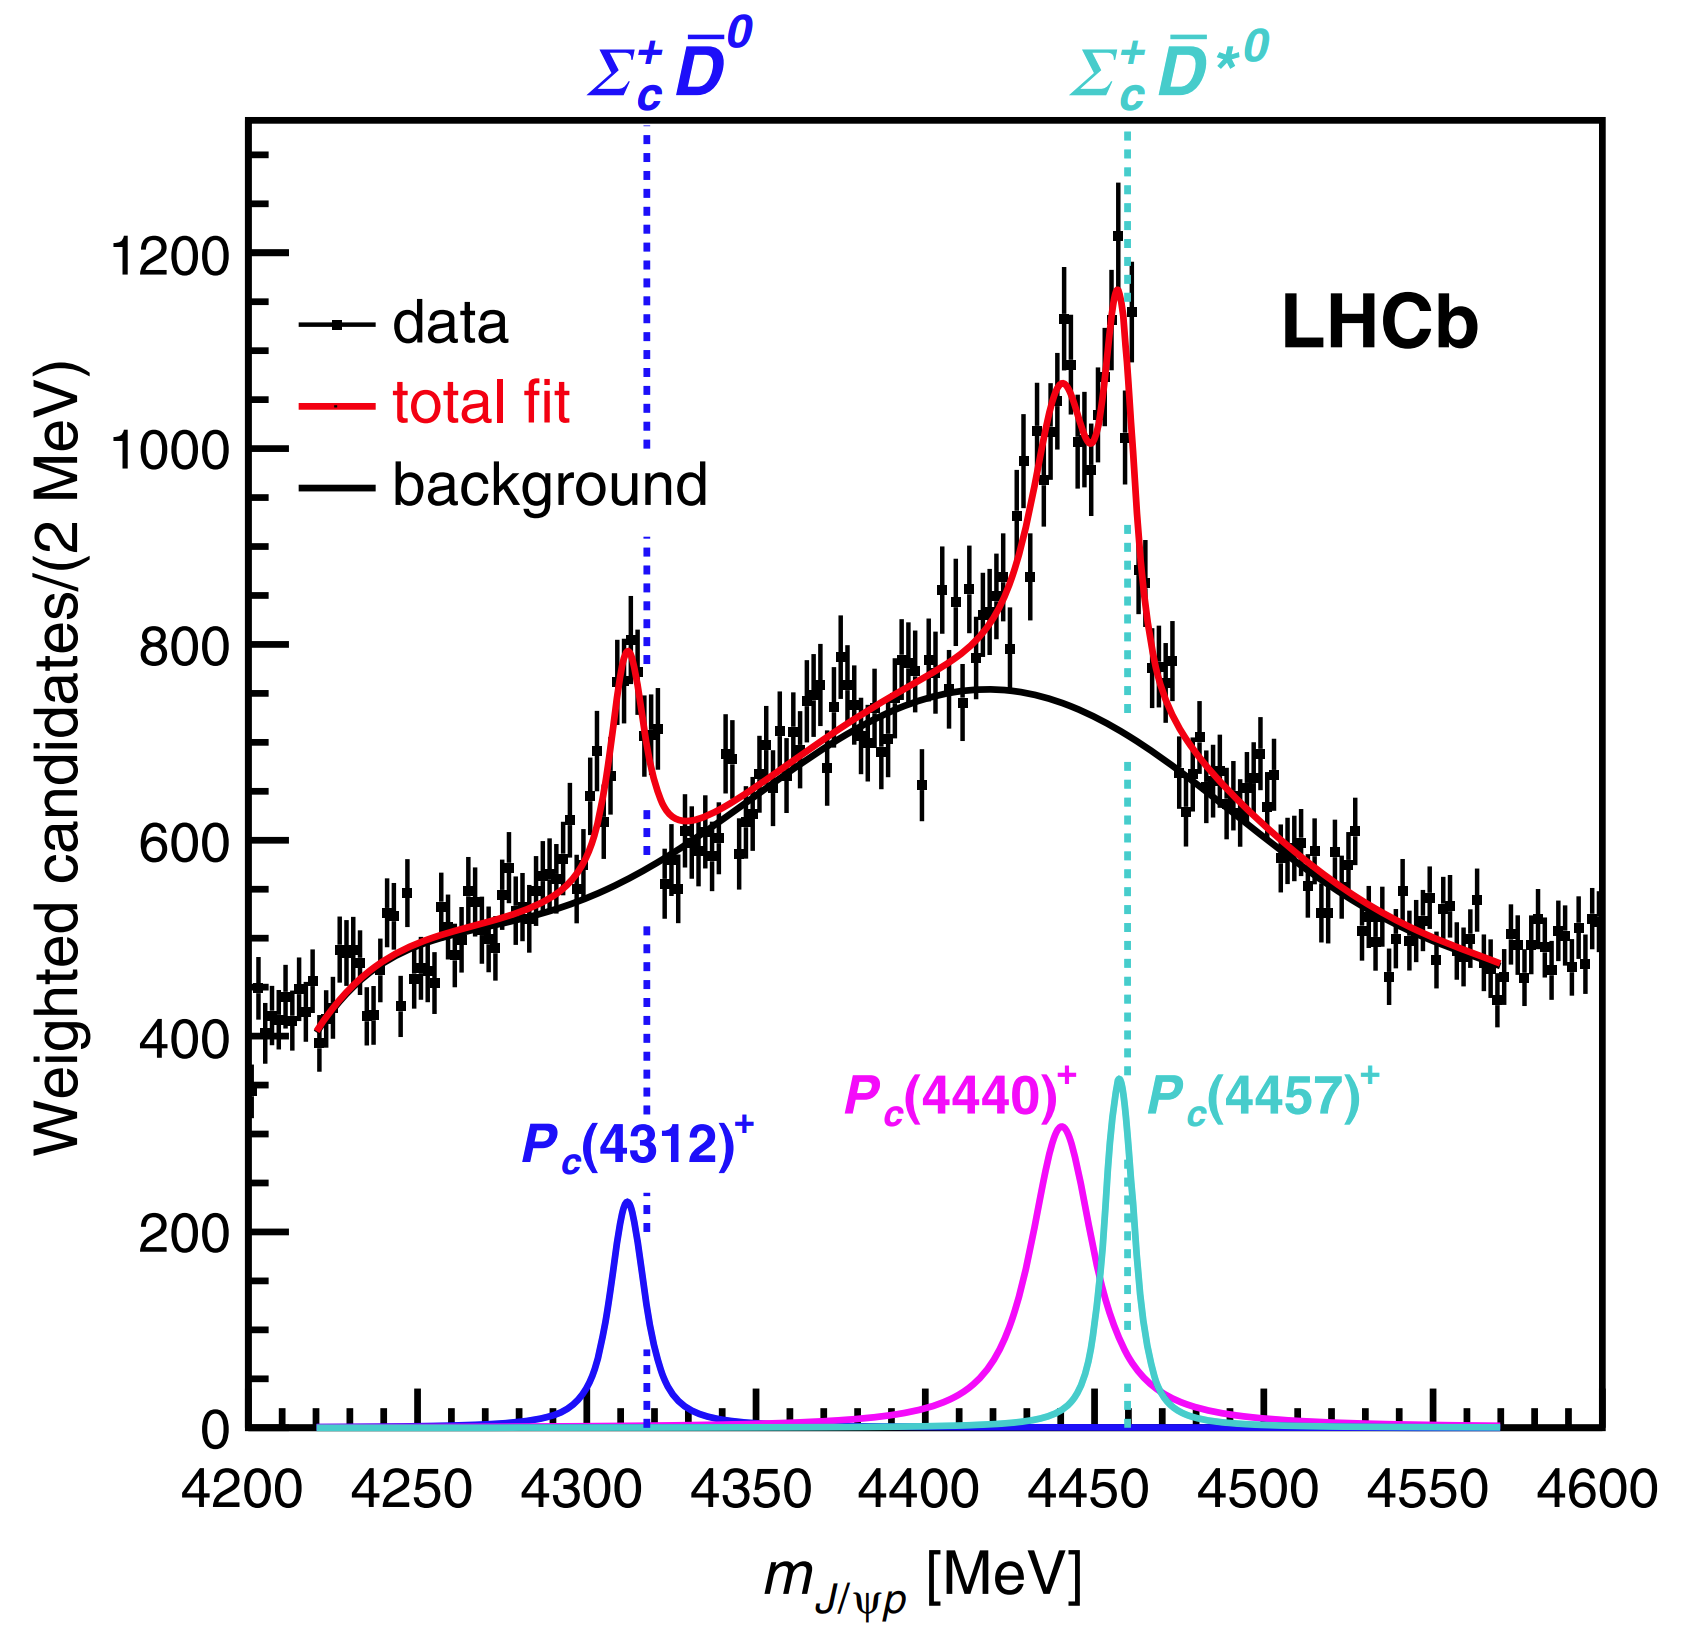 Σc+ D̅0
Σc+ D̅*0
1200
1000
800
600
400
200
0
Weighted candidates/(2 MeV)
data
total fit
background
LHCb
Pc(4312)+
Pc(4440)+
Pc(4457)+
4200 4250 4300 4350 4400 4450 4500 4550 4600
mJ/ψp [MeV]